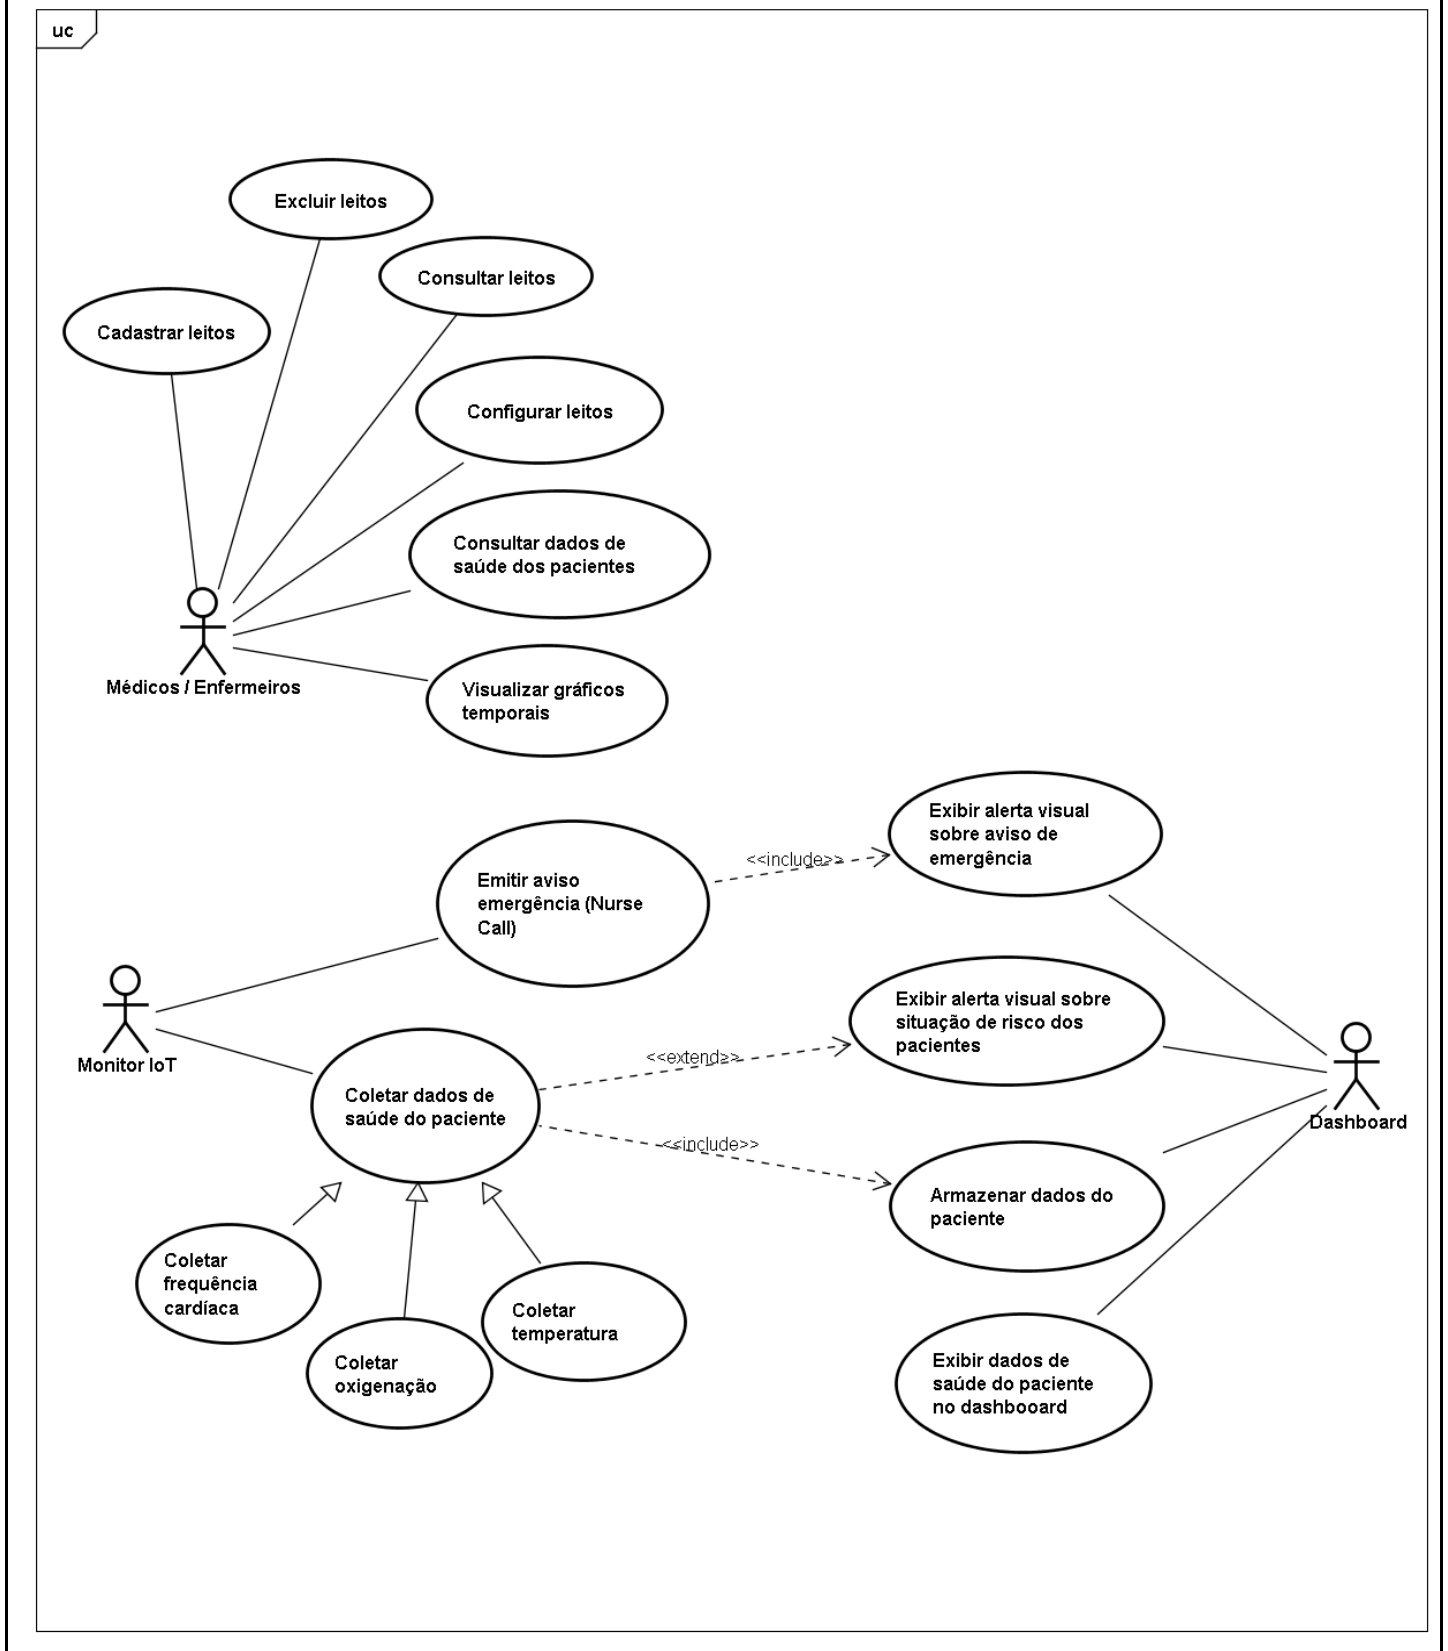 uc
Excluir leitos
Consultar leitos
Cadastrar leitos
Configurar leitos
Consultar dados de
saúde dos pacientes
Médicos / Enfermeiros
Visualizar gráficos
temporais
Exibir alerta visual
sobre aviso de
emergência
<<include>>
Emitir aviso
emergência (Nurse
Call)
Exibir alerta visual sobre
situação de risco dos
pacientes
<<extend>>
Monitor IoT
Coletar dados de
saúde do paciente
Dashboard
<<include>>
Armazenar dados do
paciente
Coletar
frequência
cardíaca
Coletar
temperatura
Coletar
oxigenação
Exibir dados de
saúde do paciente
no dashbooard